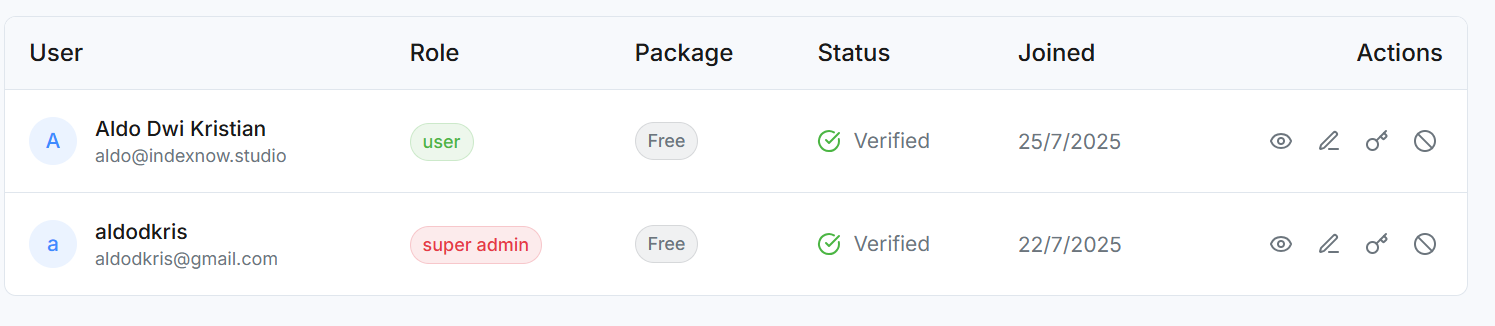 User Role Package Status Joined Actions
A Aldo Dwi Kristian user Free Verified 25/7/2025
aldo@indexnow.studio
a aldodkris super admin Free Verified 22/7/2025
aldodkris@gmail.com